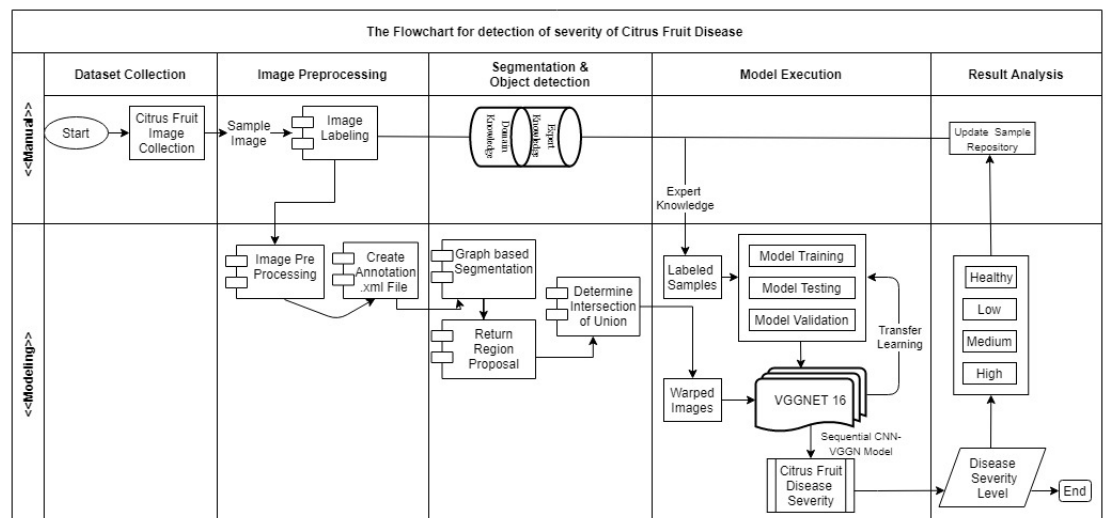 The Flowchart for detection of severity of Citrus Fruit Disease
Dataset Collection
Image Preprocessing
Segmentation &
Object detection
Model Execution
Result Analysis
<<Manual>>
Start
Citrus Fruit
Image
Collection
Sample
Image
Image
Labeling
Domain
Knowledge
Expert
Knowledge
Expert
Knowledge
Update Sample
Repository
<<Modeling>>
Image Pre
Processing
Create
Annotation
.xml File
Graph based
Segmentation
Return
Region
Proposal
Determine
Intersection
of Union
Labeled
Samples
Warped
Images
Model Training
Model Testing
Model Validation
Transfer
Learning
VGGNET 16
Sequential CNN-
VGGN Model
Citrus Fruit
Disease
Severity
Healthy
Low
Medium
High
Disease
Severity
Level
End